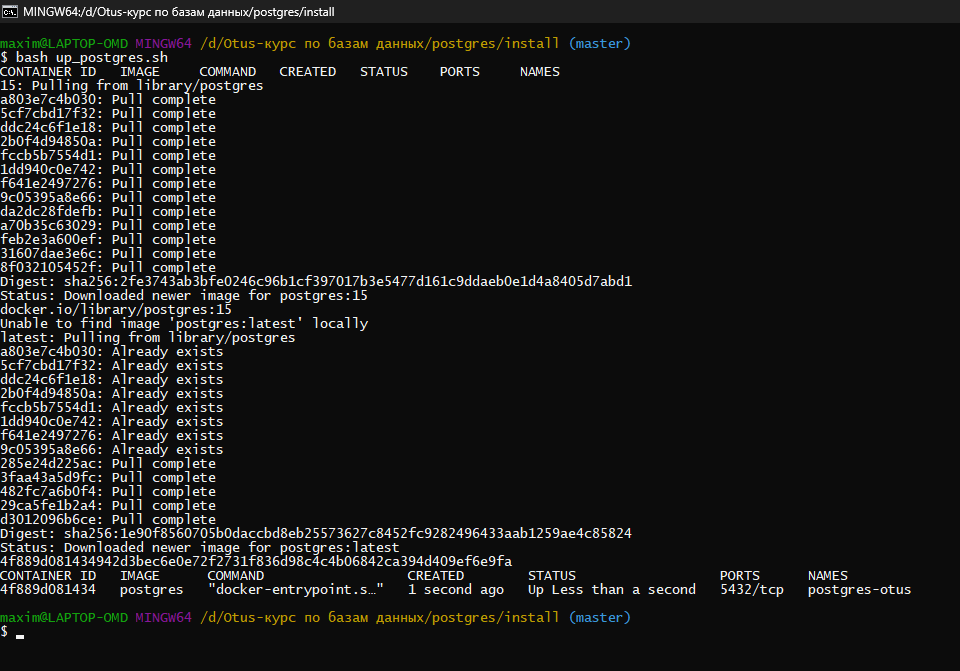 MINGW64:/d/Otus-курс по базам данных/postgres/install
maxim@LAPTOP-OMD MINGW64 /d/Otus-курс по базам данных/postgres/install (master)
$ bash up_postgres.sh
CONTAINER ID   IMAGE     COMMAND   CREATED   STATUS    PORTS     NAMES
15: Pulling from library/postgres
a803e7c4b030: Pull complete
5cf7cbd17f32: Pull complete
ddc24c6f1e18: Pull complete
2b0f4d94850a: Pull complete
fccb5b7554d1: Pull complete
1dd940c0e742: Pull complete
f641e2497276: Pull complete
9c05395a8e66: Pull complete
da2dc28fdefb: Pull complete
a70b35c63029: Pull complete
feb2e3a600ef: Pull complete
31607dae3e6c: Pull complete
8f032105452f: Pull complete
Digest: sha256:2fe3743ab3bfe0246c96b1cf397017b3e5477d161c9ddaeb0e1d4a8405d7abd1
Status: Downloaded newer image for postgres:15
docker.io/library/postgres:15
Unable to find image 'postgres:latest' locally
latest: Pulling from library/postgres
a803e7c4b030: Already exists
5cf7cbd17f32: Already exists
ddc24c6f1e18: Already exists
2b0f4d94850a: Already exists
fccb5b7554d1: Already exists
1dd940c0e742: Already exists
f641e2497276: Already exists
9c05395a8e66: Already exists
285e24d225ac: Pull complete
3faa43a5d9fc: Pull complete
482fc7a6b0f4: Pull complete
29ca5fe1b2a4: Pull complete
d3012096b6ce: Pull complete
Digest: sha256:1e90f8560705b0daccbd8eb25573627c8452fc9282496433aab1259ae4c85824
Status: Downloaded newer image for postgres:latest
4f889d081434942d3bec6e0e72f2731f836d98c4c4b06842ca394d409ef6e9fa
CONTAINER ID   IMAGE      COMMAND                  CREATED        STATUS                  PORTS      NAMES
4f889d081434   postgres   "docker-entrypoint.s…"   1 second ago   Up Less than a second   5432/tcp   postgres-otus
maxim@LAPTOP-OMD MINGW64 /d/Otus-курс по базам данных/postgres/install (master)
$